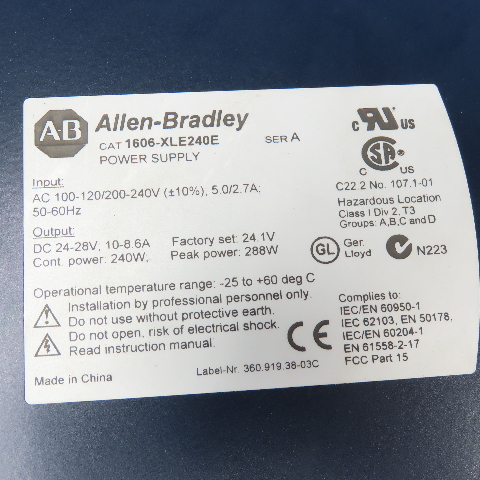 AB Allen-Bradley
CAT 1606-XLE240E SER A
POWER SUPPLY
Input:
AC 100-120/200-240V (±10%), 5.0/2.7A;
50-60Hz
Output:
DC 24-28V, 10-8.6A Factory set: 24.1V
Cont. power: 240W, Peak power: 288W
Operational temperature range: -25 to +60 deg C
Installation by professional personnel only.
Do not use without protective earth.
Do not open, risk of electrical shock.
Read instruction manual.
Made in China
Label-Nr. 360.919.38-03C
CE
C RU US
SA
C US
C22.2 No. 107.1-01
Hazardous Location
Class I Div 2, T3
Groups: A,B,C and D
GL Ger. Lloyd
N223
Complies to:
IEC/EN 60950-1
IEC 62103, EN 50178,
IEC/EN 60204-1
EN 61558-2-17
FCC Part 15